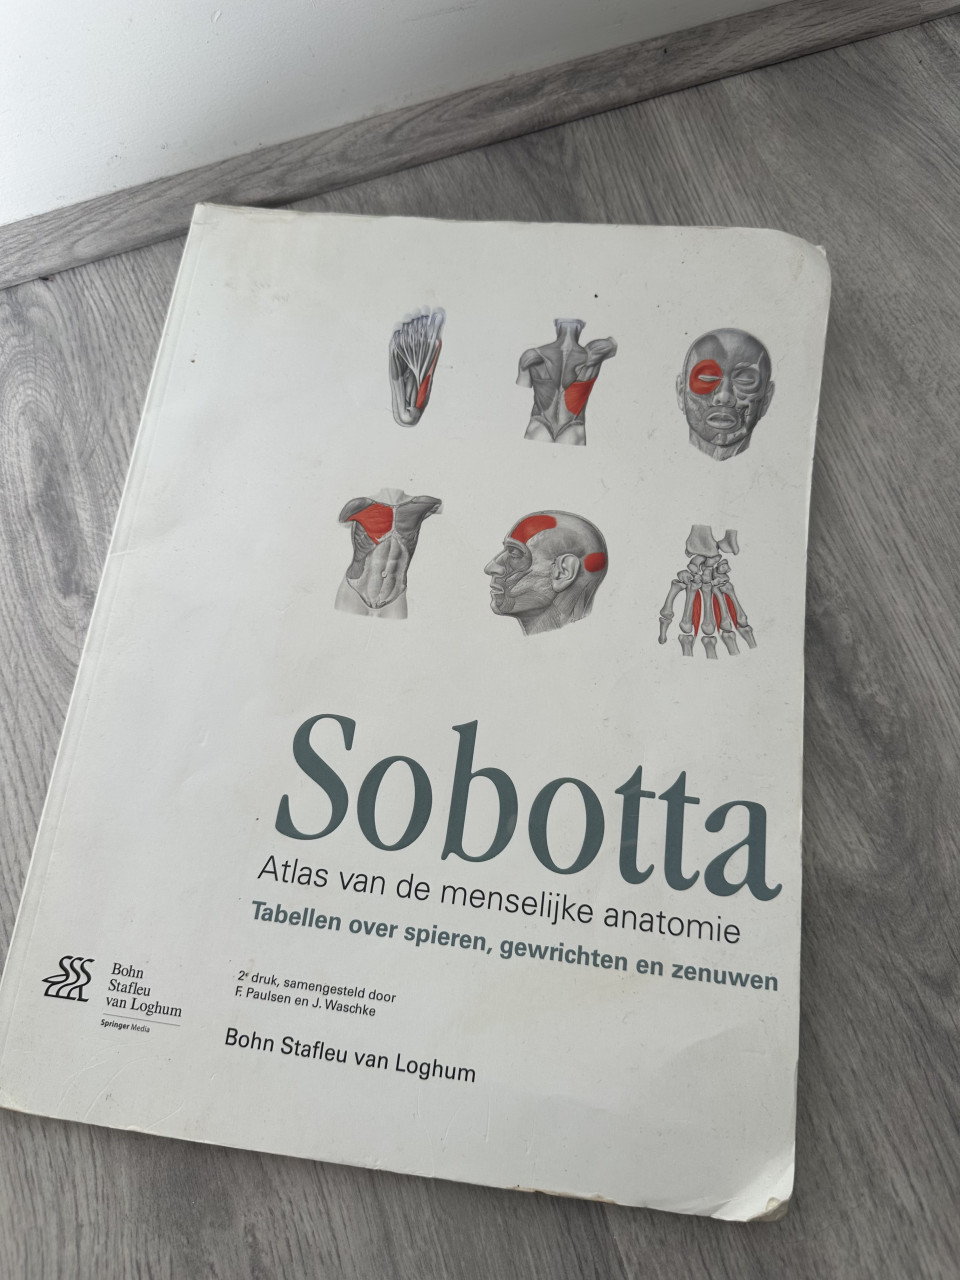 Sobotta
Atlas van de menselijke anatomie
Tabellen over spieren, gewrichten en zenuwen
2e druk, samengesteld door
F. Paulsen en J. Waschke
Bohn Stafleu van Loghum
Bohn
Stafleu
van Loghum
Springer Media